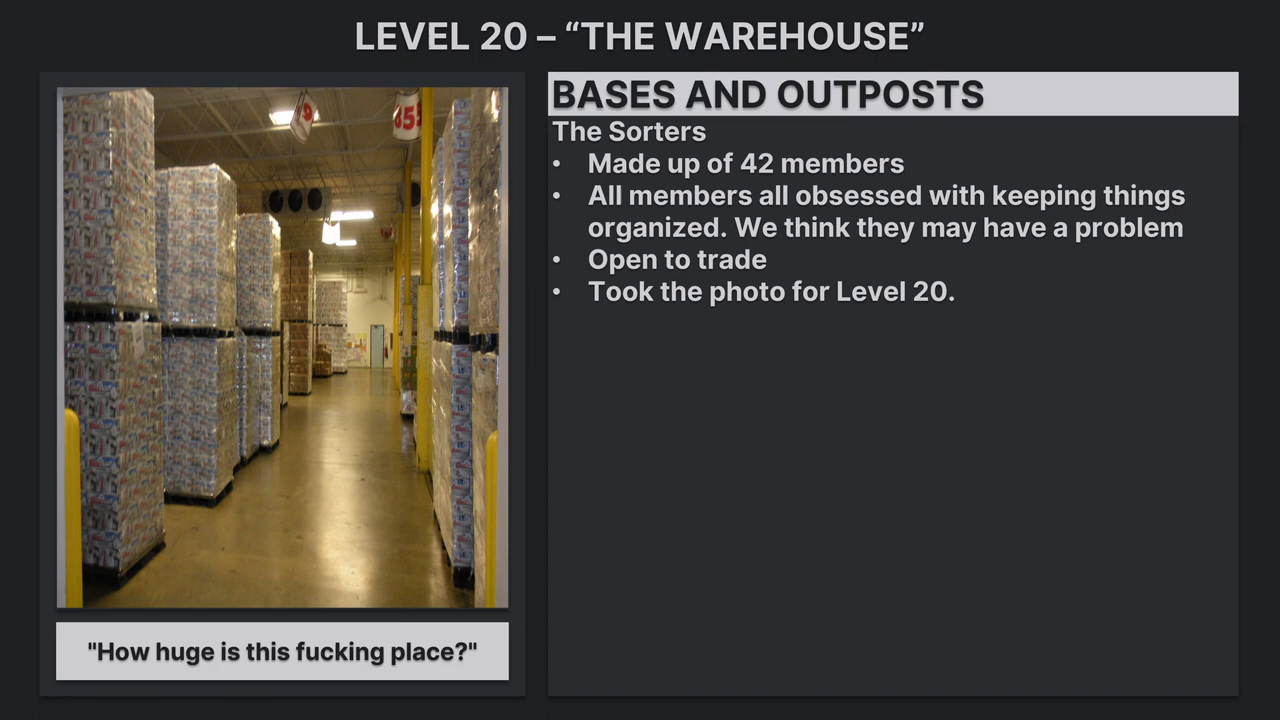 LEVEL 20 – “THE WAREHOUSE”
BASES AND OUTPOSTS
The Sorters
• Made up of 42 members
• All members all obsessed with keeping things
organized. We think they may have a problem
• Open to trade
• Took the photo for Level 20.
"How huge is this fucking place?"